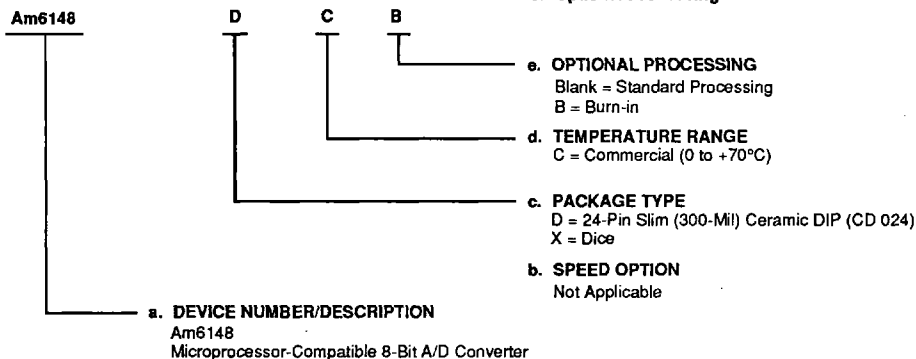 Am6148 D C B
e. OPTIONAL PROCESSING
Blank = Standard Processing
B = Burn-in
d. TEMPERATURE RANGE
C = Commercial (0 to +70°C)
c. PACKAGE TYPE
D = 24-Pin Slim (300-Mil) Ceramic DIP (CD 024)
X = Dice
b. SPEED OPTION
Not Applicable
a. DEVICE NUMBER/DESCRIPTION
Am6148
Microprocessor-Compatible 8-Bit A/D Converter